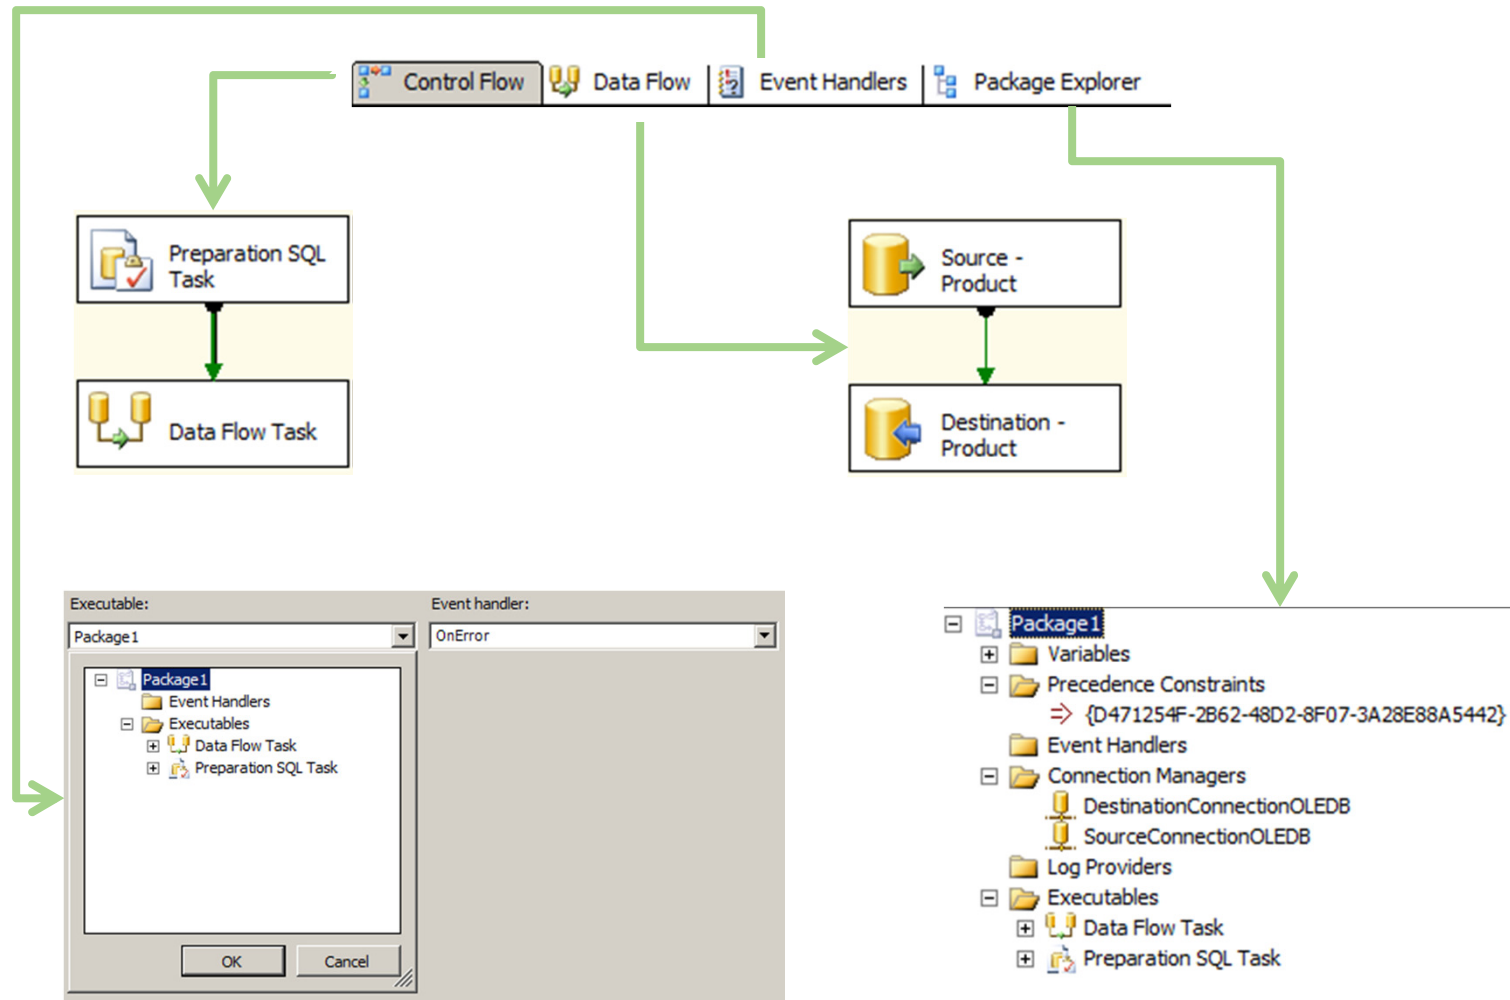 Control Flow
Data Flow
Event Handlers
Package Explorer
Preparation SQL
Task
Data Flow Task
Source -
Product
Destination -
Product
Executable:
Event handler:
Package1
OnError
Package1
Event Handlers
Executables
Data Flow Task
Preparation SQL Task
OK
Cancel
Package1
Variables
Precedence Constraints
{D471254F-2B62-48D2-8F07-3A28E88A5442}
Event Handlers
Connection Managers
DestinationConnectionOLEDB
SourceConnectionOLEDB
Log Providers
Executables
Data Flow Task
Preparation SQL Task